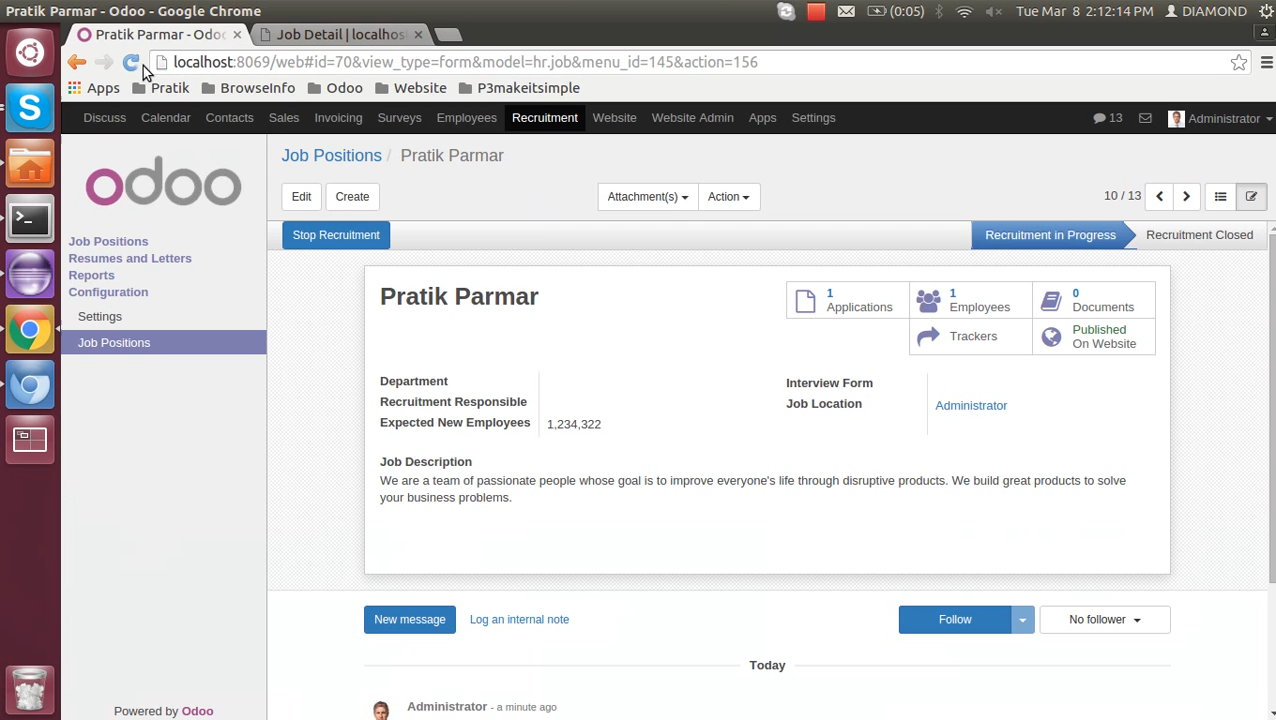 Pratik Parmar - Odoo - Google Chrome
(0:05)
Tue Mar 8 2:12:14 PM
DIAMOND
Pratik Parmar - Odoo
Job Detail | localhos
localhost:8069/web#id=70&view_type=form&model=hr.job&menu_id=145&action=156
Apps Pratik BrowseInfo Odoo Website P3makeitsimple
Discuss Calendar Contacts Sales Invoicing Surveys Employees Recruitment Website Website Admin Apps Settings 13 Administrator
odoo
Job Positions
Resumes and Letters
Reports
Configuration
Settings
Job Positions
Powered by Odoo
Job Positions / Pratik Parmar
Edit Create Attachment(s) Action 10 / 13
Stop Recruitment Recruitment in Progress Recruitment Closed
Pratik Parmar
1 Applications
1 Employees
0 Documents
Trackers
Published On Website
Department
Recruitment Responsible
Expected New Employees 1,234,322
Interview Form
Job Location Administrator
Job Description
We are a team of passionate people whose goal is to improve everyone's life through disruptive products. We build great products to solve
your business problems.
New message Log an internal note Follow No follower
Today
Administrator - a minute ago